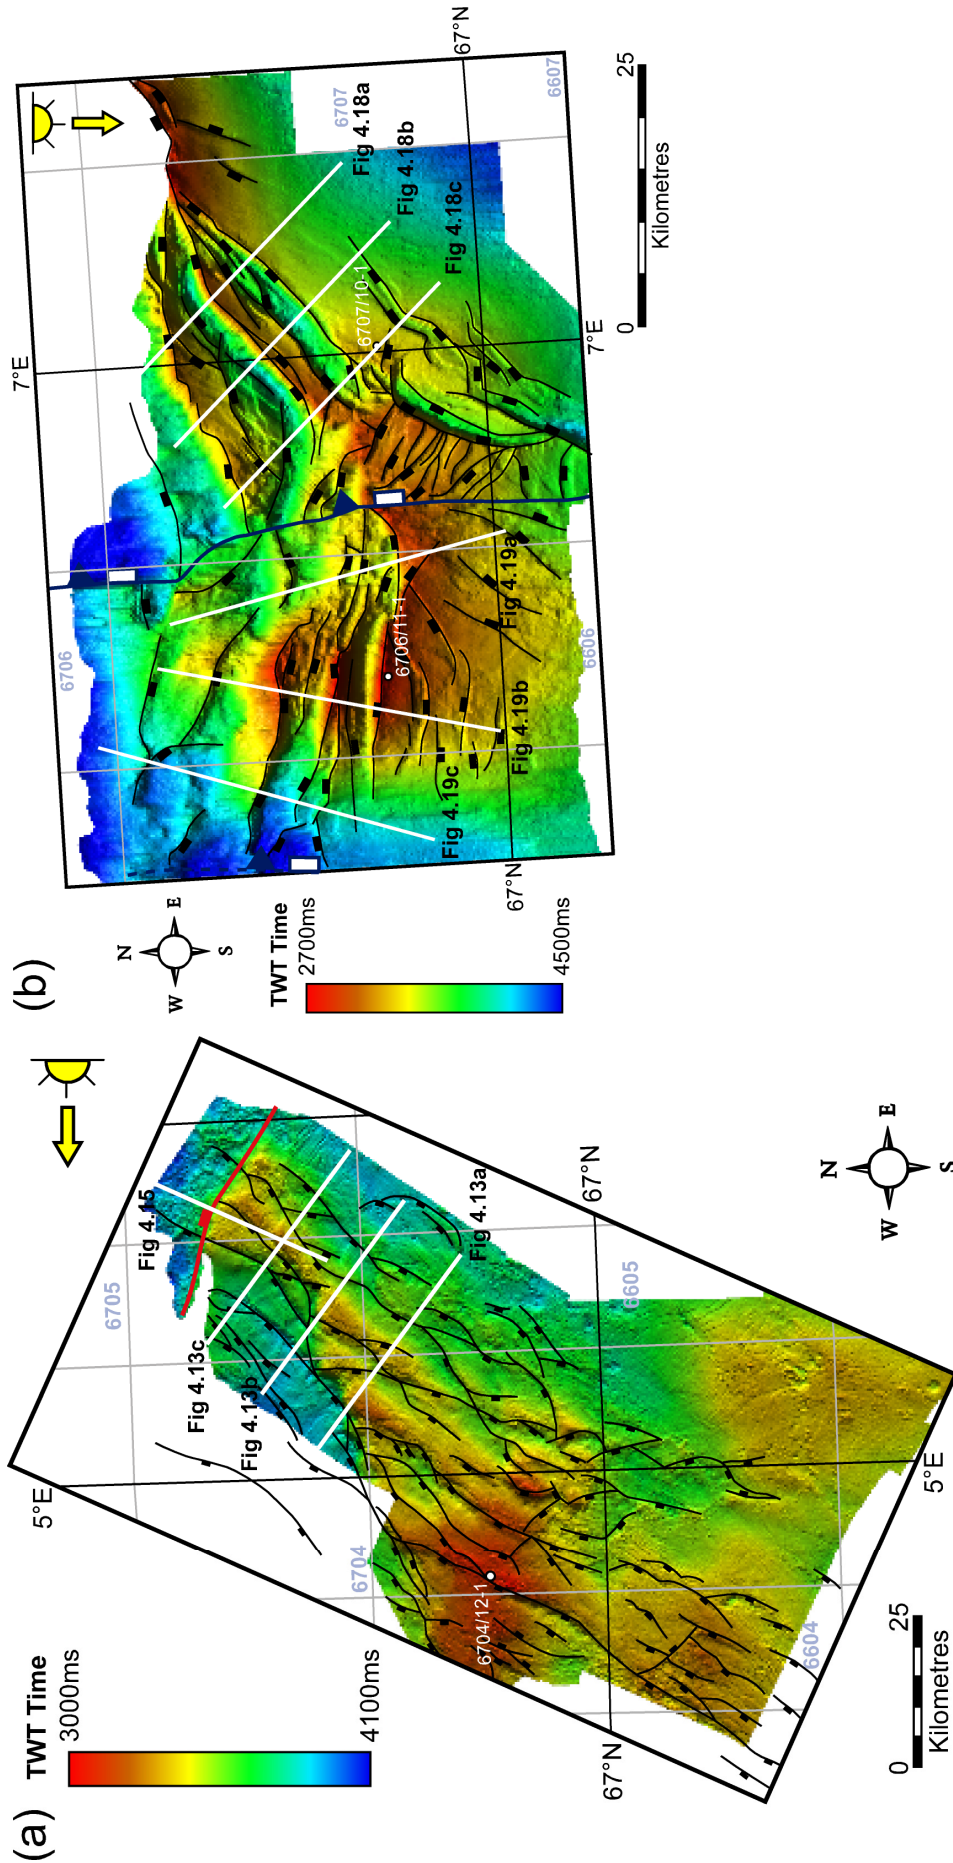 (a)
TWT Time
3000ms
4100ms
5°E
6705
6704
Fig 4.15
Fig 4.13c
Fig 4.13b
Fig 4.13a
6704/12-1
67°N
67°N
6605
6604
5°E
N
W
E
S
0
25
Kilometres
(b)
N
W
E
S
TWT Time
2700ms
4500ms
7°E
6706
6707
Fig 4.18a
Fig 4.18b
Fig 4.18c
6707/10-1
6706/11-1
Fig 4.19a
Fig 4.19b
Fig 4.19c
67°N
67°N
6606
6607
7°E
0
25
Kilometres